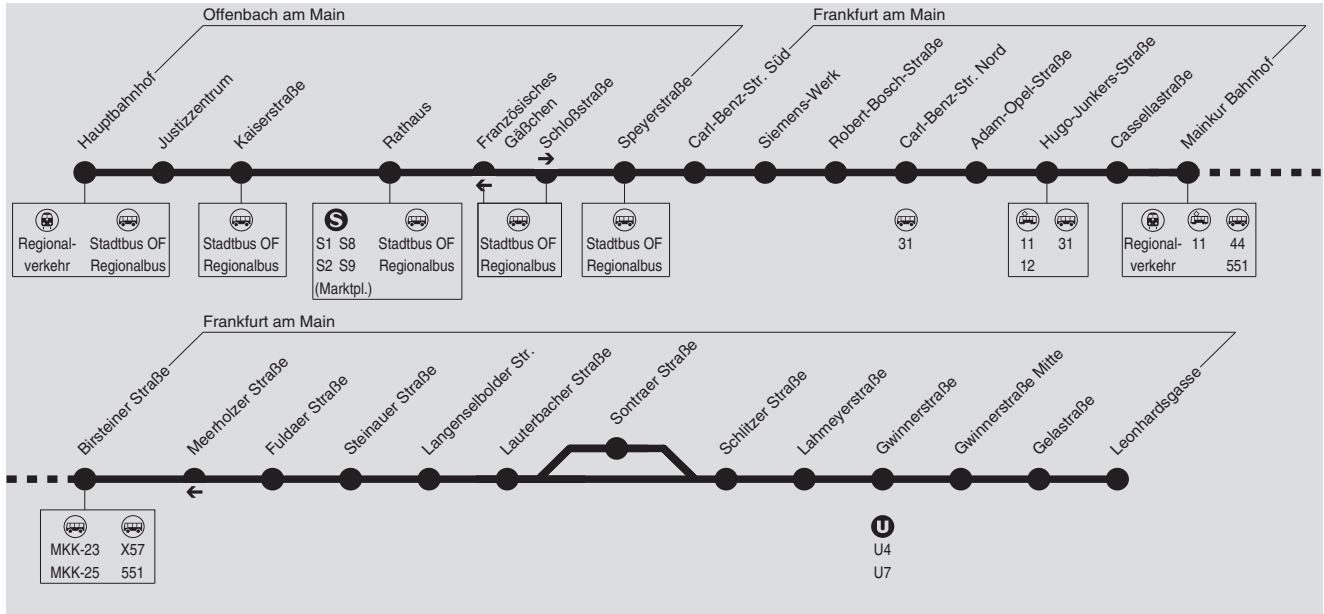 Offenbach am Main
Frankfurt am Main
Hauptbahnhof
Justizzentrum
Kaiserstraße
Rathaus
Französisches
Gäßchen
Schloßstraße
Speyerstraße
Carl-Benz-Str. Süd
Siemens-Werk
Robert-Bosch-Straße
Carl-Benz-Str. Nord
Adam-Opel-Straße
Hugo-Junkers-Straße
Cassellastraße
Mainkur Bahnhof
Regional-
verkehr
Stadtbus OF
Regionalbus
Stadtbus OF
Regionalbus
S
S1 S8
S2 S9
(Marktpl.)
Stadtbus OF
Regionalbus
Stadtbus OF
Regionalbus
Stadtbus OF
Regionalbus
31
11
12
31
Regional-
verkehr
11
44
551
Frankfurt am Main
Birsteiner Straße
Meerholzer Straße
Fuldaer Straße
Steinauer Straße
Langenselbolder Str.
Lauterbacher Straße
Sontraer Straße
Schlitzer Straße
Lahmeyerstraße
Gwinnerstraße
Gwinnerstraße Mitte
Gelastraße
Leonhardsgasse
MKK-23
MKK-25
X57
551
U
U4
U7